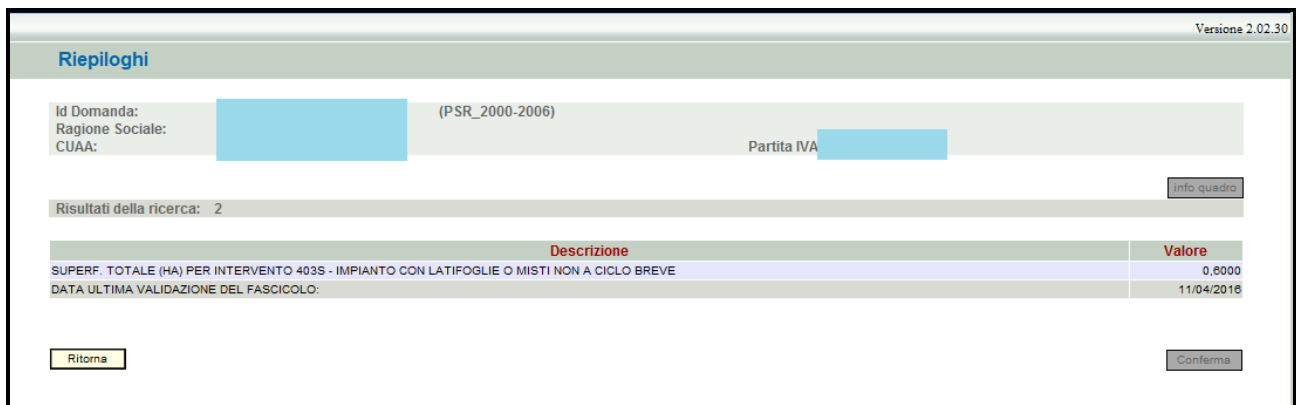 Versione 2.02.30
Riepiloghi
Id Domanda: (PSR_2000-2006)
Ragione Sociale:
CUAA: Partita IVA
info quadro
Risultati della ricerca: 2
Descrizione Valore
SUPERF. TOTALE (HA) PER INTERVENTO 403S - IMPIANTO CON LATIFOGLIE O MISTI NON A CICLO BREVE 0,6000
DATA ULTIMA VALIDAZIONE DEL FASCICOLO: 11/04/2016
Ritorna Conferma